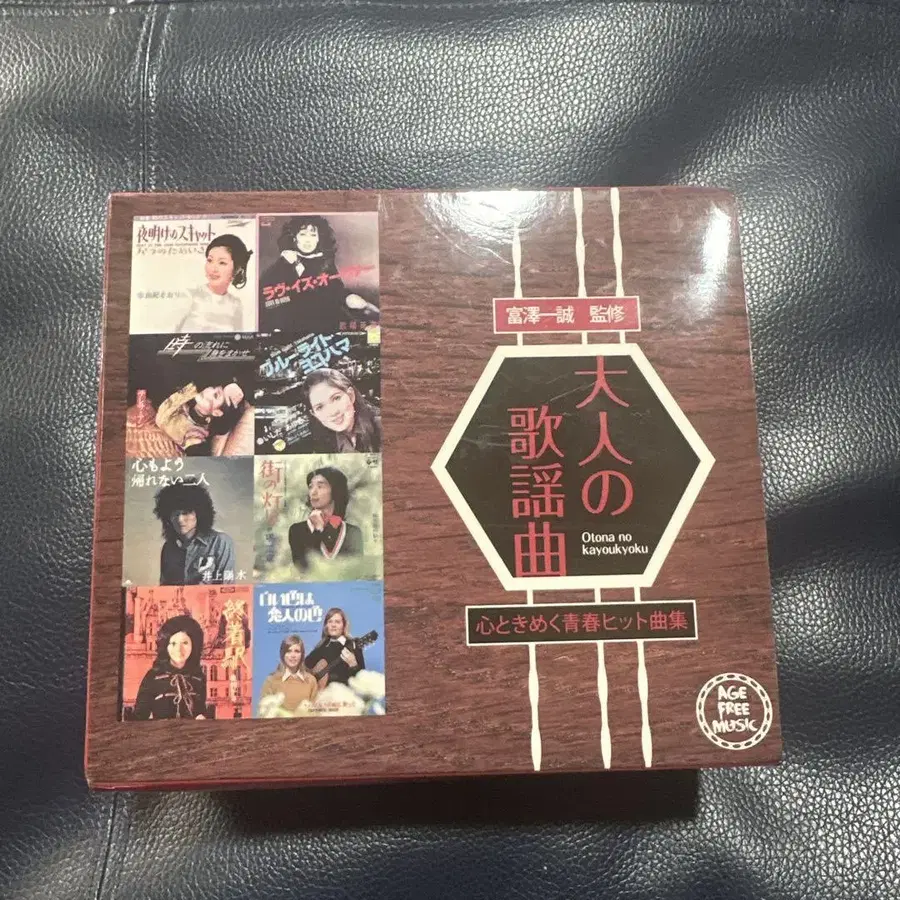 夜明けのスキャット
ラヴ・イズ・オーヴァー
時の流れに
身をまかせ
ブルーライト
ヨコハマ
心もよう
帰れない二人
井上陽水
街の灯り
白い色は
恋人の色
富澤一誠 監修
大人の
歌謡曲
Otona no
kayoukyoku
心ときめく青春ヒット曲集
AGE
FREE
MUSIC